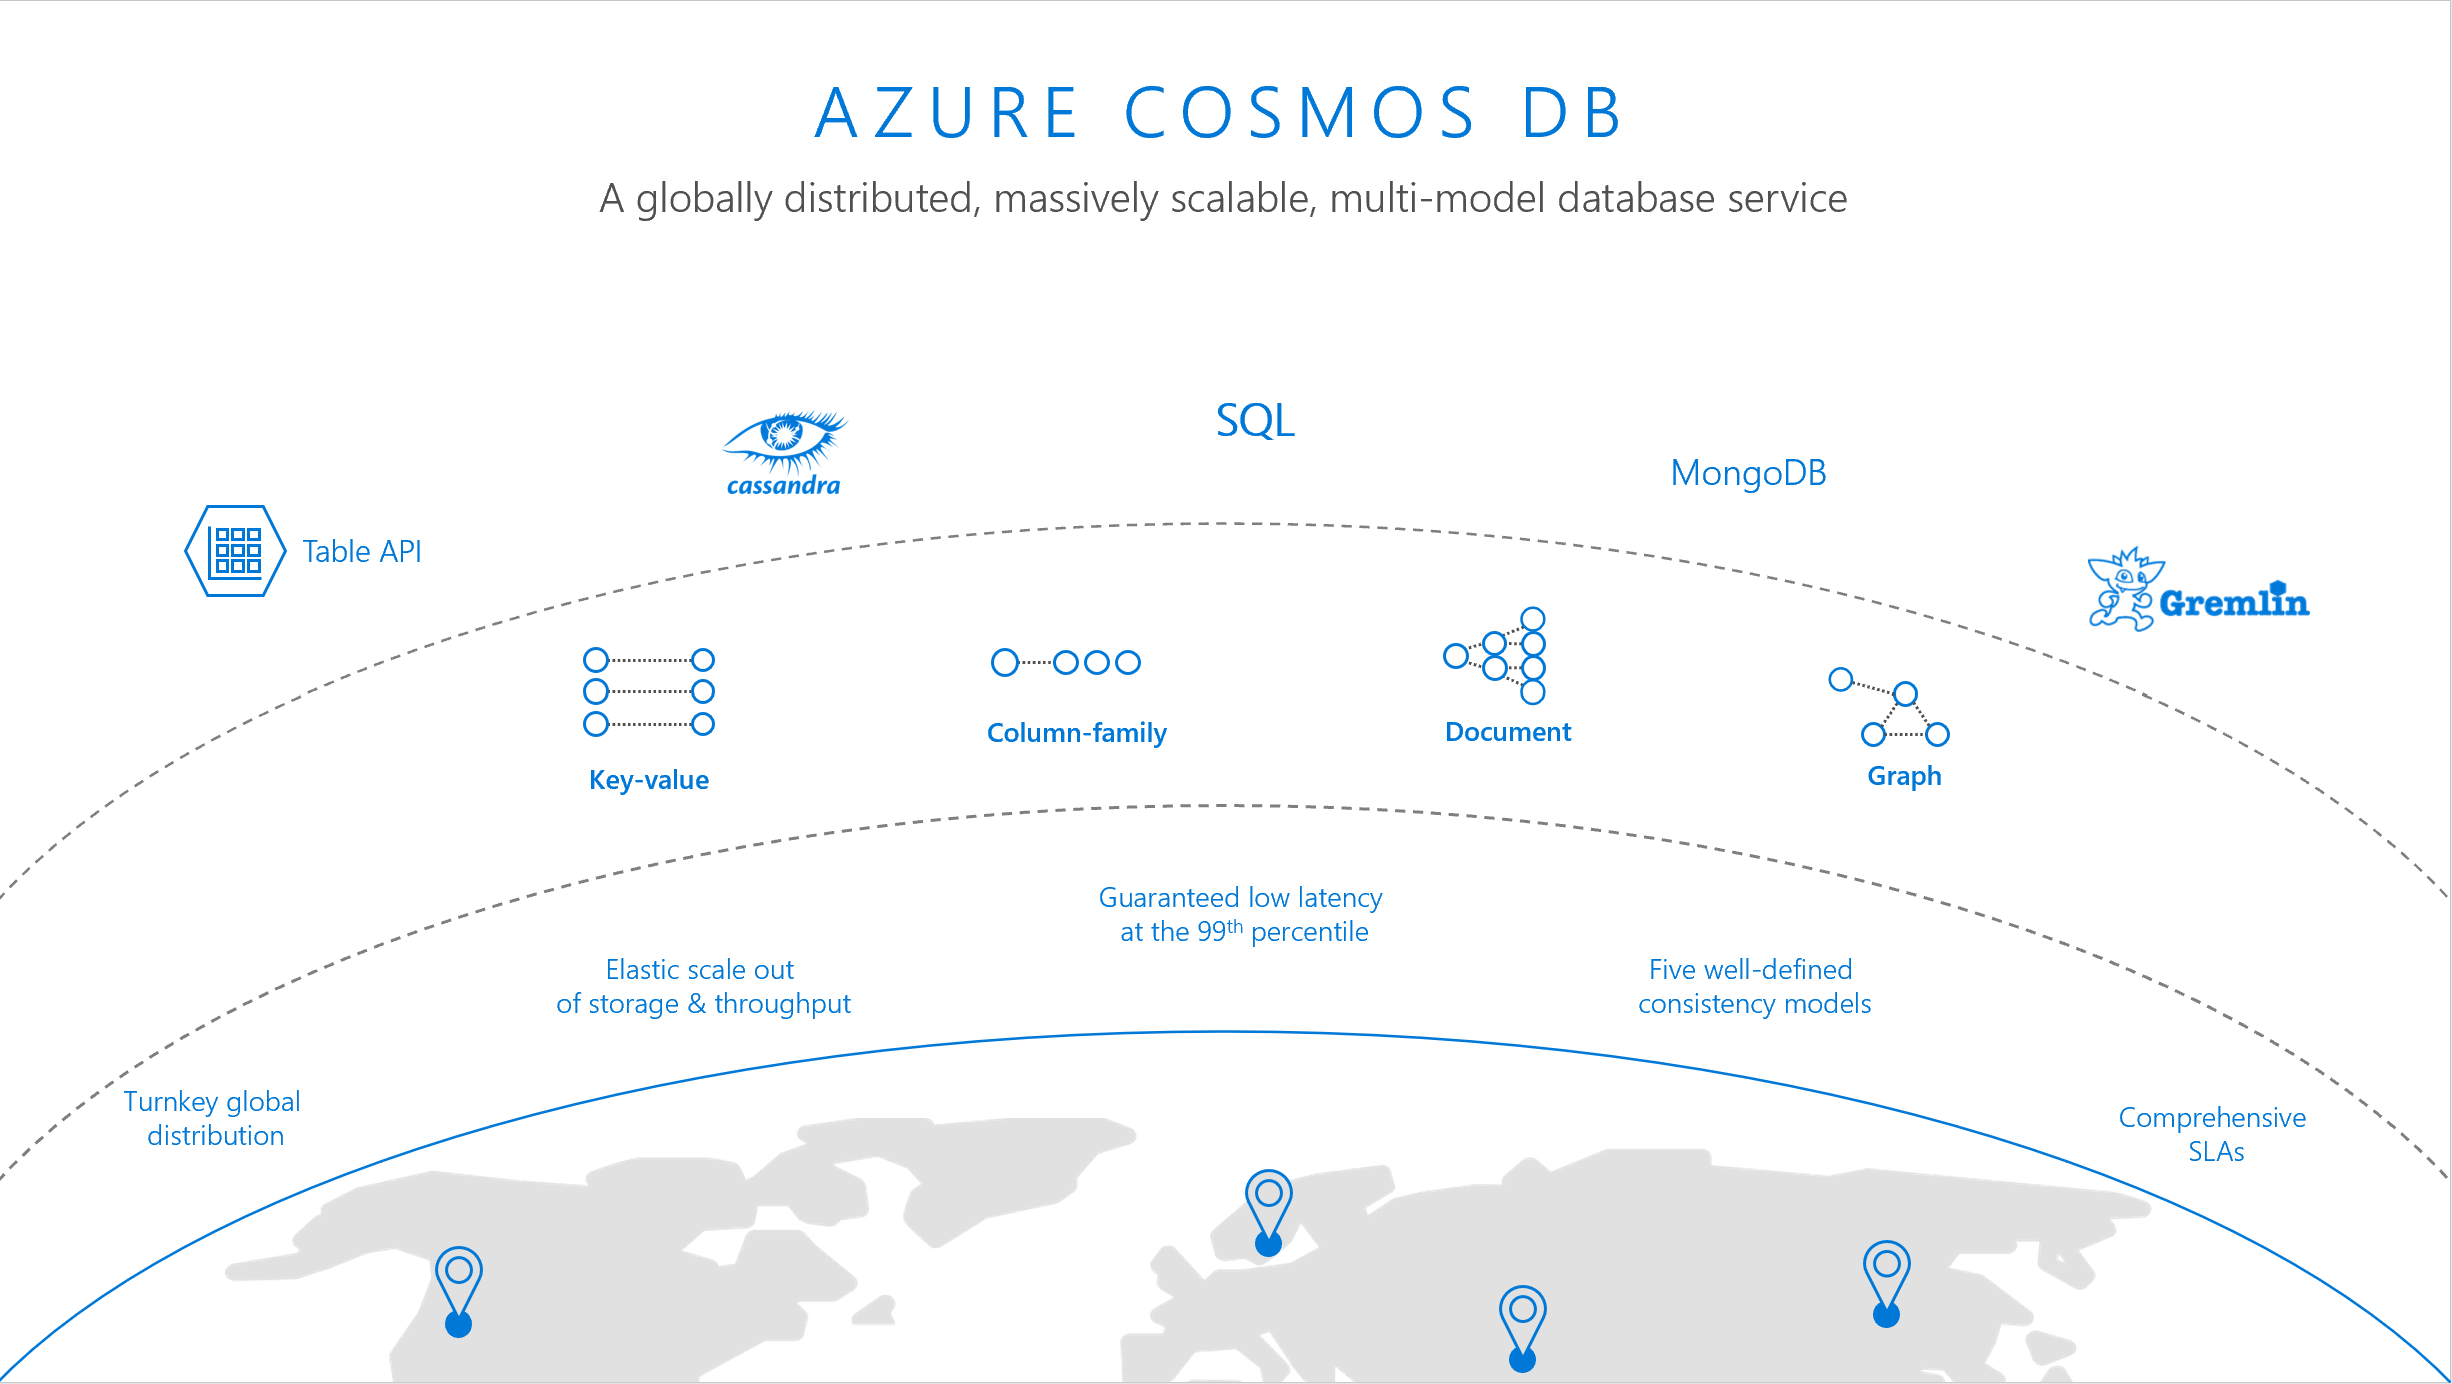 AZURE COSMOS DB
A globally distributed, massively scalable, multi-model database service
SQL
cassandra
MongoDB
Table API
Gremlin
Key-value
Column-family
Document
Graph
Guaranteed low latency
at the 99th percentile
Elastic scale out
of storage & throughput
Five well-defined
consistency models
Turnkey global
distribution
Comprehensive
SLAs